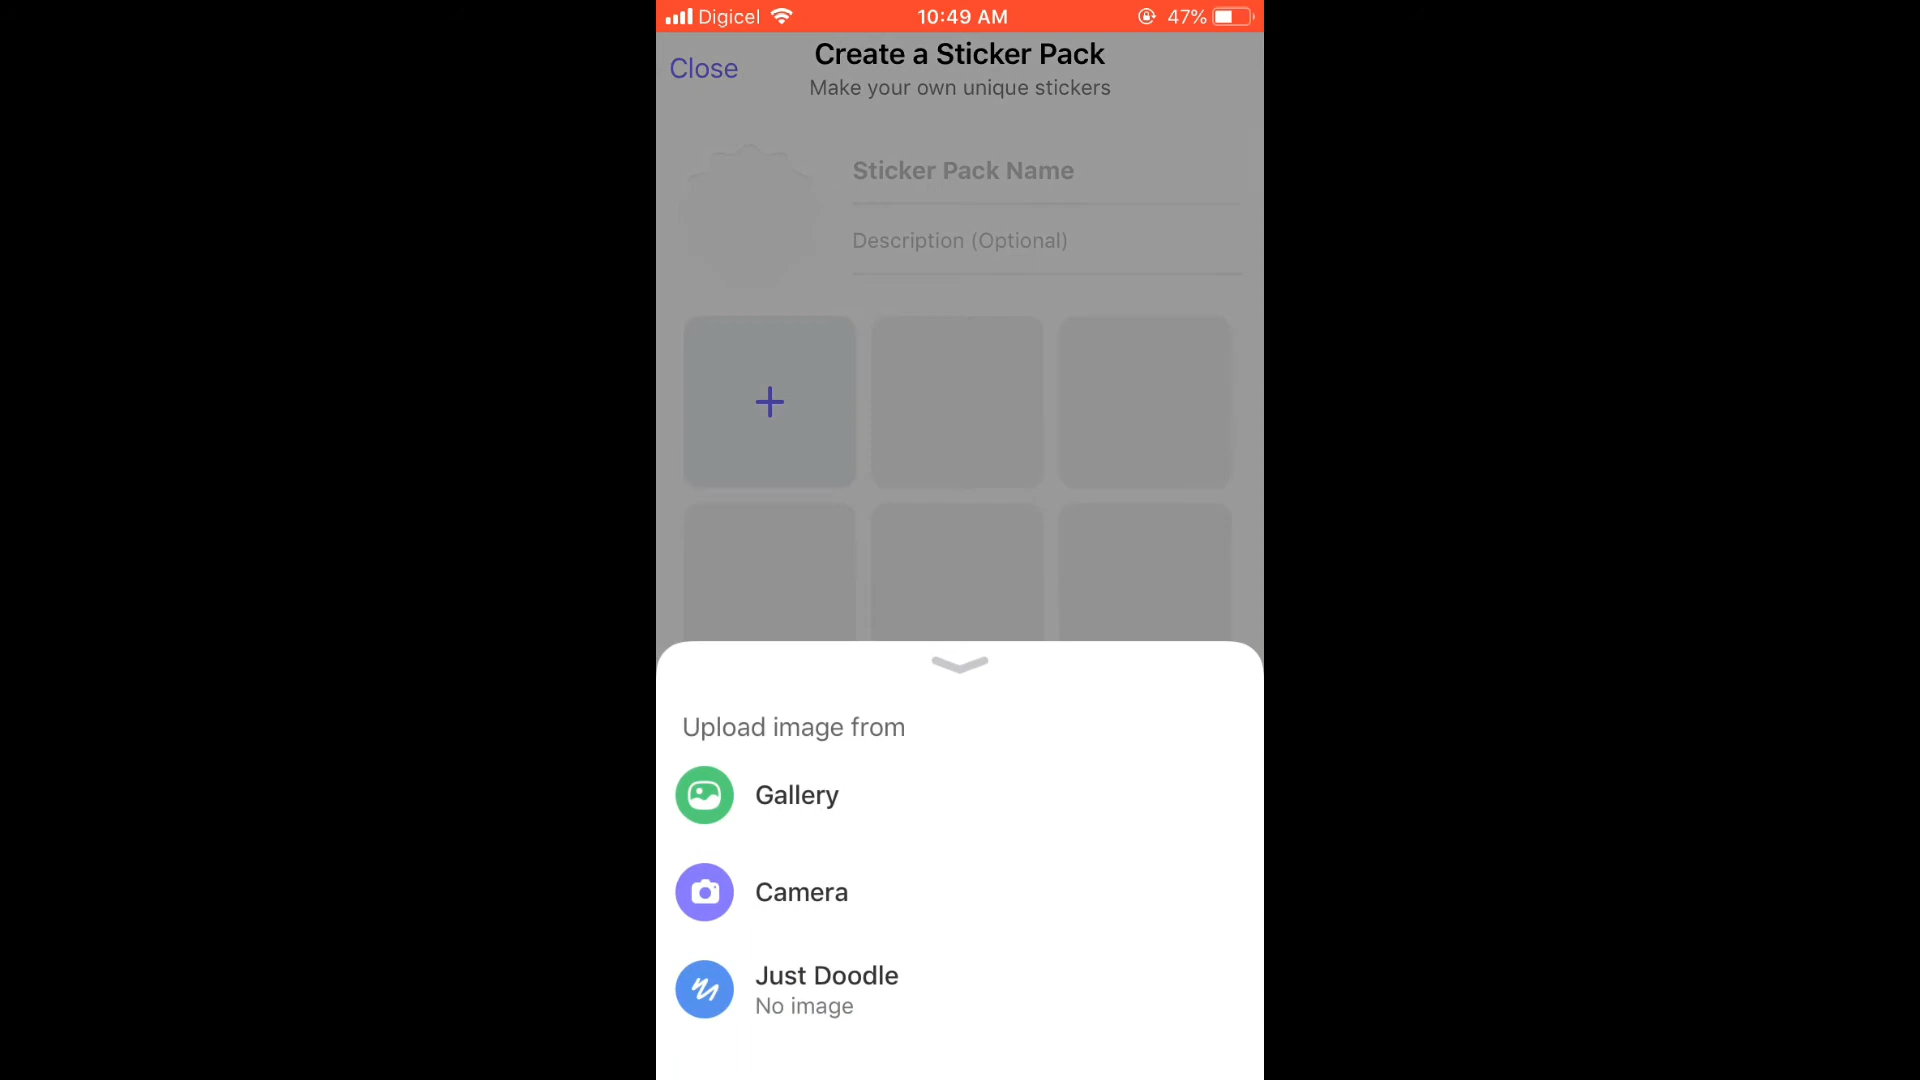 Digicel 10:49 AM 47%
Create a Sticker Pack
Close
Make your own unique stickers
Sticker Pack Name
Description (Optional)
Upload image from
Gallery
Camera
Just Doodle
No image